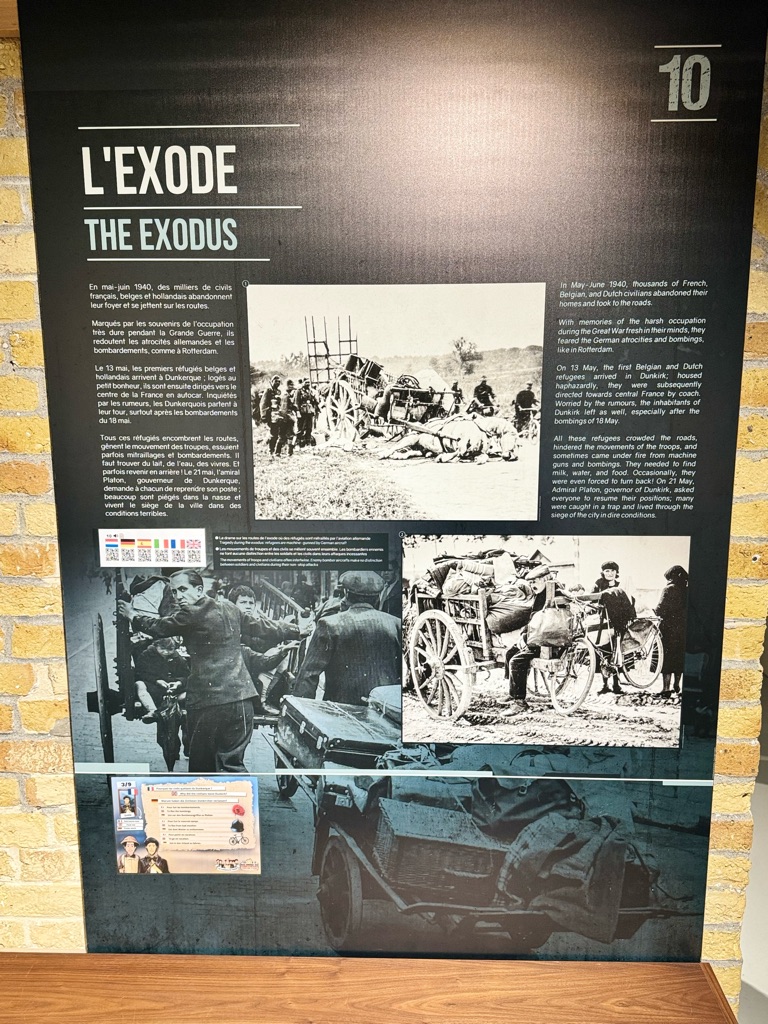 10
L'EXODE
THE EXODUS
En mai-juin 1940, des milliers de civils
français, belges et hollandais abandonnent
leur foyer et se jettent sur les routes.
Marqués par les souvenirs de l'occupation
très dure pendant la Grande Guerre, ils
redoutent les atrocités allemandes et les
bombardements, comme à Rotterdam.
Le 13 mai, les premiers réfugiés belges et
hollandais arrivent à Dunkerque ; logés au
petit bonheur, ils sont ensuite dirigés vers le
centre de la France en autocar. Inquiétés
par les rumeurs, les Dunkerquois partent à
leur tour, surtout après les bombardements
du 18 mai.
Tous ces réfugiés encombrent les routes,
gênent le mouvement des troupes, essuient
parfois mitraillages et bombardements. Il
faut trouver du lait, de l'eau, des vivres. Et
parfois revenir en arrière ! Le 21 mai, l'amiral
Platon, gouverneur de Dunkerque,
demande à chacun de reprendre son poste ;
beaucoup sont piégés dans la nasse et
vivent le siège de la ville dans des
conditions terribles.
In May-June 1940, thousands of French,
Belgian, and Dutch civilians abandoned their
homes and took to the roads.
With memories of the harsh occupation
during the Great War fresh in their minds, they
feared the German atrocities and bombings,
like in Rotterdam.
On 13 May, the first Belgian and Dutch
refugees arrived in Dunkirk; housed
haphazardly, they were subsequently
directed towards central France by coach.
Worried by the rumours, the inhabitants of
Dunkirk left as well, especially after the
bombings of 18 May.
All these refugees crowded the roads,
hindered the movements of the troops, and
sometimes came under fire from machine
guns and bombings. They needed to find
milk, water, and food. Occasionally, they
were even forced to turn back! On 21 May,
Admiral Platon, governor of Dunkirk, asked
everyone to resume their positions; many
were caught in a trap and lived through the
siege of the city in dire conditions.